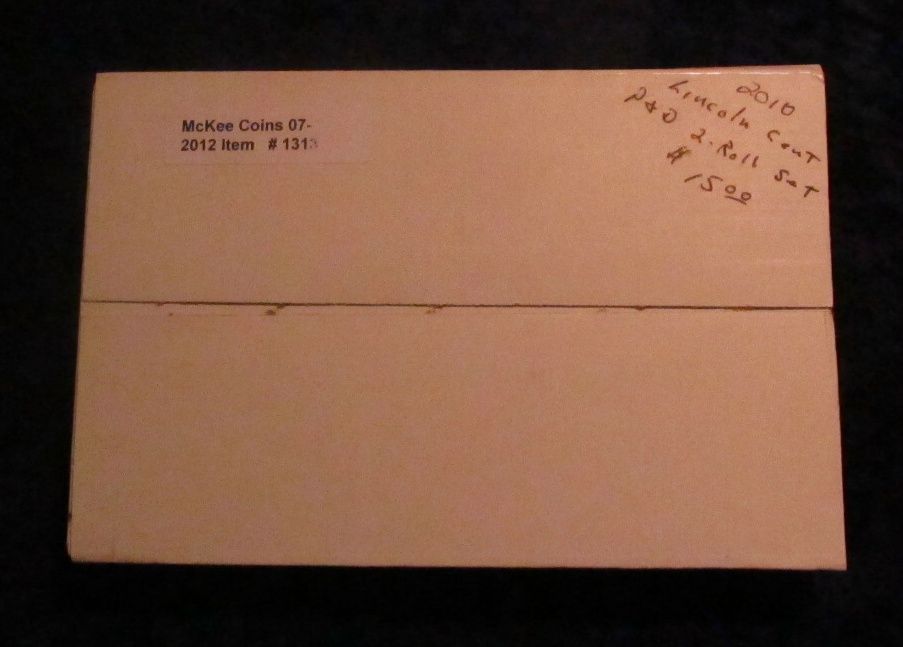 McKee Coins 07-
2012 Item # 1313
2010
Lincoln Cent
P&D 2-Roll Set
$ 15.00